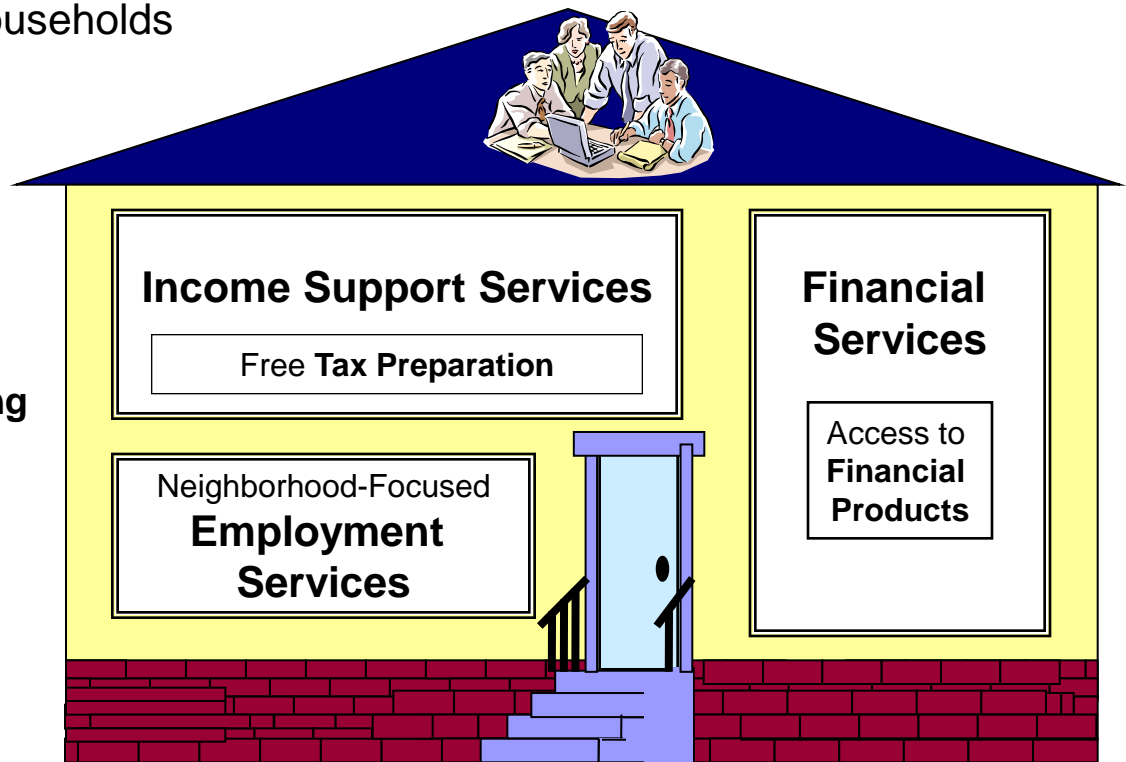 ouseholds
Income Support Services
Free Tax Preparation
ng
Neighborhood-Focused
Employment
Services
Financial
Services
Access to
Financial
Products